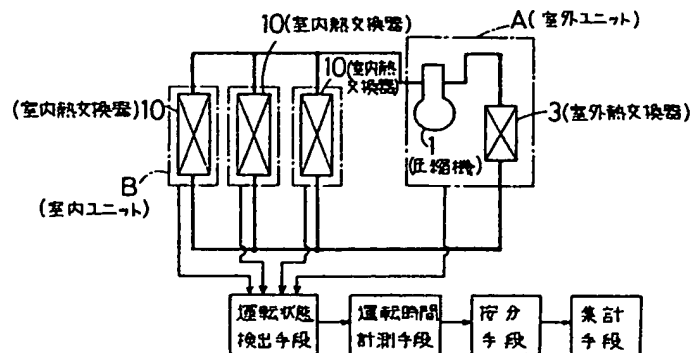 10(室内熱交換器)
A(室外ユニット)
10(室内熱
交換器)
(室内熱交換器)10
3(室外熱交換器)
1
(圧縮機)
B
(室内ユニット)
運転状態
検出手段
運転時間
計測手段
按分
手段
集計
手段